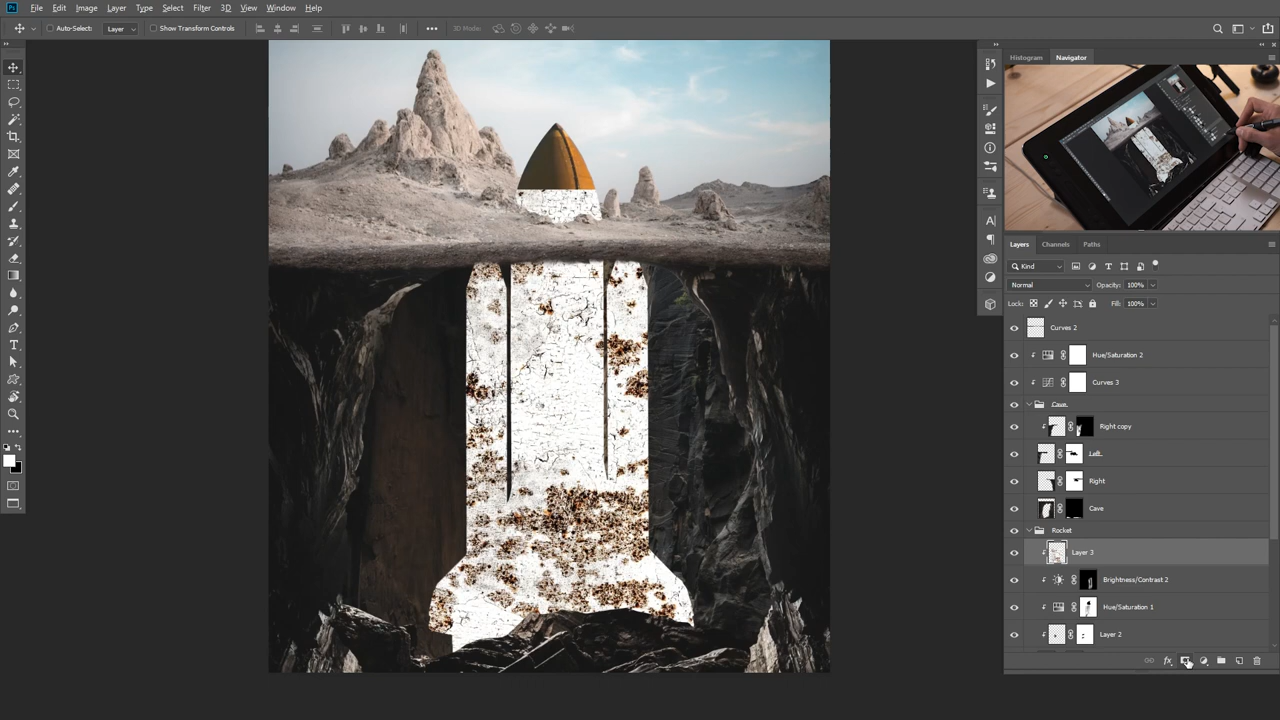 Ps File Edit Image Layer Type Select Filter 3D View Window Help
Auto-Select: Layer Show Transform Controls 3D Mode:
Histogram Navigator
Layers Channels Paths
Kind
Normal Opacity: 100%
Lock: Fill: 100%
Curves 2
Hue/Saturation 2
Curves 3
Cave
Right copy
Left
Right
Cave
Rocket
Layer 3
Brightness/Contrast 2
Hue/Saturation 1
Layer 2
fx